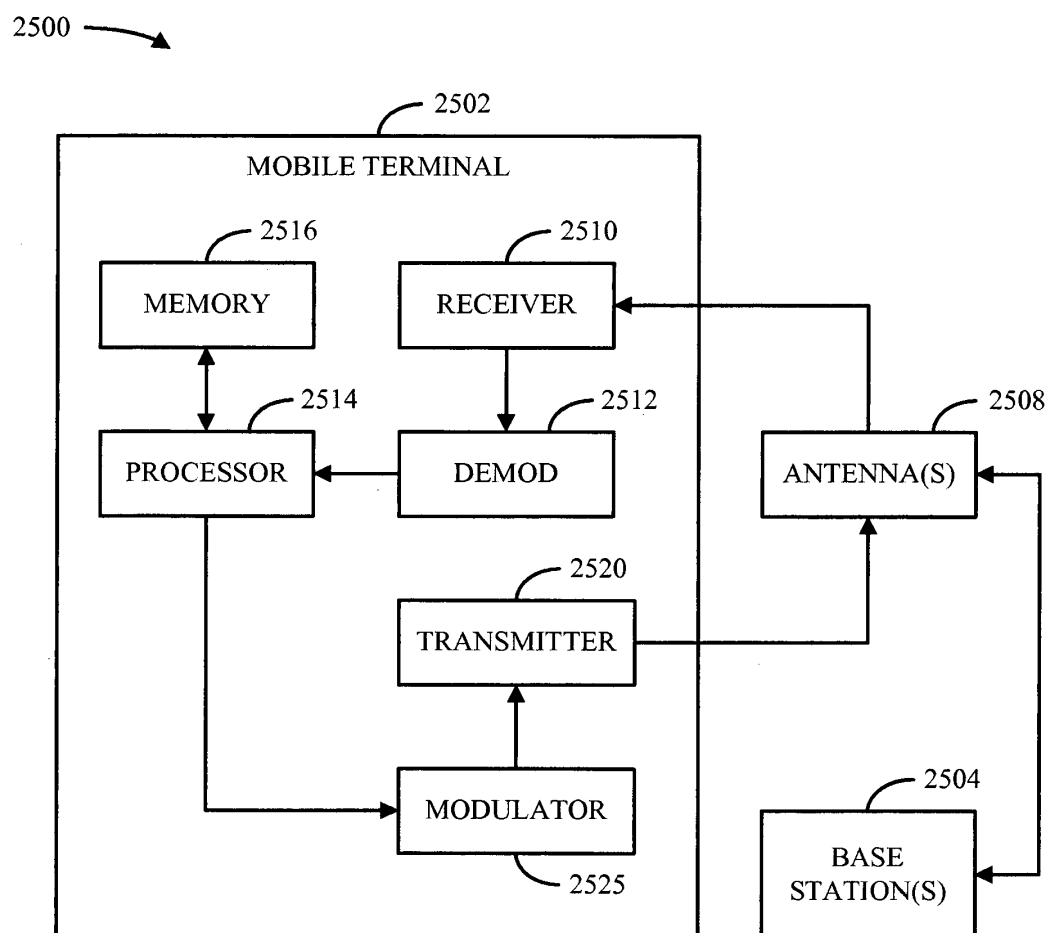 2500
2502
MOBILE TERMINAL
2516
2510
MEMORY
RECEIVER
2514
2512
2508
PROCESSOR
DEMOD
ANTENNA(S)
2520
TRANSMITTER
2504
MODULATOR
BASE
STATION(S)
2525